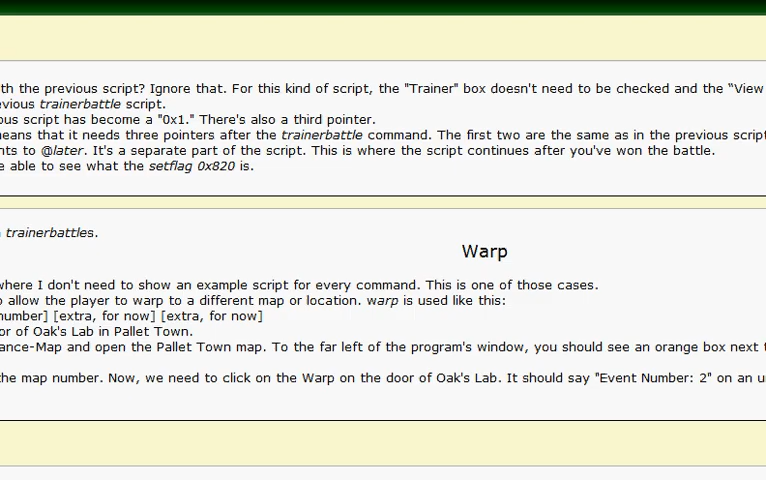 th the previous script? Ignore that. For this kind of script, the "Trainer" box doesn't need to be checked and the "View
evious trainerbattle script.
ous script has become a "0x1." There's also a third pointer.
neans that it needs three pointers after the trainerbattle command. The first two are the same as in the previous script
nts to @later. It's a separate part of the script. This is where the script continues after you've won the battle.
e able to see what the setflag 0x820 is.
trainerbattles.
Warp
where I don't need to show an example script for every command. This is one of those cases.
o allow the player to warp to a different map or location. warp is used like this:
number] [extra, for now] [extra, for now]
or of Oak's Lab in Pallet Town.
ance-Map and open the Pallet Town map. To the far left of the program's window, you should see an orange box next t
the map number. Now, we need to click on the Warp on the door of Oak's Lab. It should say "Event Number: 2" on an u